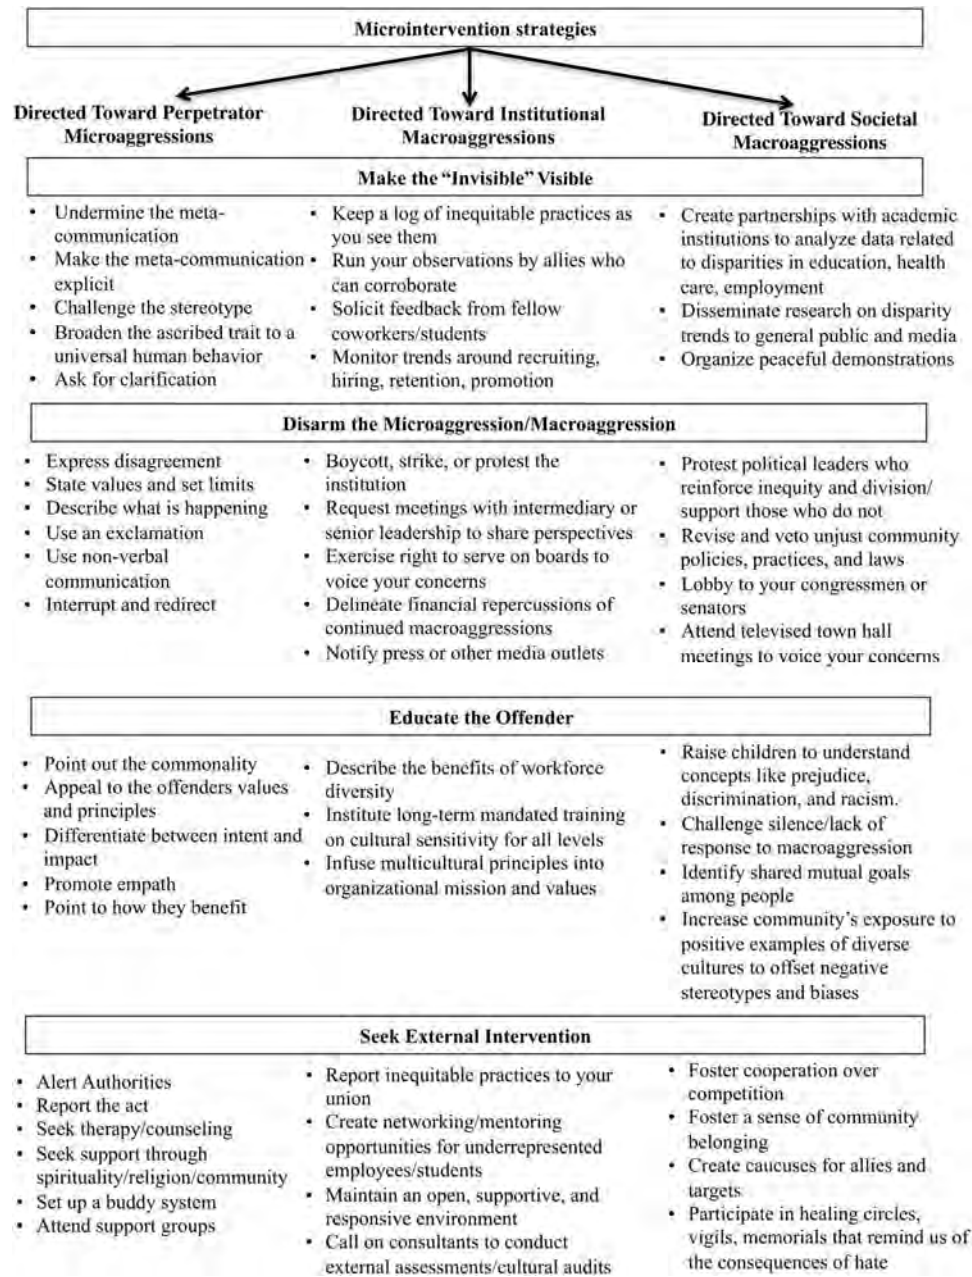 Microintervention strategies
Directed Toward Perpetrator
Microaggressions
Directed Toward Institutional
Macroaggressions
Directed Toward Societal
Macroaggressions
Make the “Invisible” Visible
• Undermine the meta-
communication
• Make the meta-communication
explicit
• Challenge the stereotype
• Broaden the ascribed trait to a
universal human behavior
• Ask for clarification
• Keep a log of inequitable practices as
you see them
• Run your observations by allies who
can corroborate
• Solicit feedback from fellow
coworkers/students
• Monitor trends around recruiting,
hiring, retention, promotion
• Create partnerships with academic
institutions to analyze data related
to disparities in education, health
care, employment
• Disseminate research on disparity
trends to general public and media
• Organize peaceful demonstrations
Disarm the Microaggression/Macroaggression
• Express disagreement
• State values and set limits
• Describe what is happening
• Use an exclamation
• Use non-verbal
communication
• Interrupt and redirect
• Boycott, strike, or protest the
institution
• Request meetings with intermediary or
senior leadership to share perspectives
• Exercise right to serve on boards to
voice your concerns
• Delineate financial repercussions of
continued macroaggressions
• Notify press or other media outlets
• Protest political leaders who
reinforce inequity and division/
support those who do not
• Revise and veto unjust community
policies, practices, and laws
• Lobby to your congressmen or
senators
• Attend televised town hall
meetings to voice your concerns
Educate the Offender
• Point out the commonality
• Appeal to the offenders values
and principles
• Differentiate between intent and
impact
• Promote empath
• Point to how they benefit
• Describe the benefits of workforce
diversity
• Institute long-term mandated training
on cultural sensitivity for all levels
• Infuse multicultural principles into
organizational mission and values
• Raise children to understand
concepts like prejudice,
discrimination, and racism.
• Challenge silence/lack of
response to macroaggression
• Identify shared mutual goals
among people
• Increase community’s exposure to
positive examples of diverse
cultures to offset negative
stereotypes and biases
Seek External Intervention
• Alert Authorities
• Report the act
• Seek therapy/counseling
• Seek support through
spirituality/religion/community
• Set up a buddy system
• Attend support groups
• Report inequitable practices to your
union
• Create networking/mentoring
opportunities for underrepresented
employees/students
• Maintain an open, supportive, and
responsive environment
• Call on consultants to conduct
external assessments/cultural audits
• Foster cooperation over
competition
• Foster a sense of community
belonging
• Create caucuses for allies and
targets
• Participate in healing circles,
vigils, memorials that remind us of
the consequences of hate